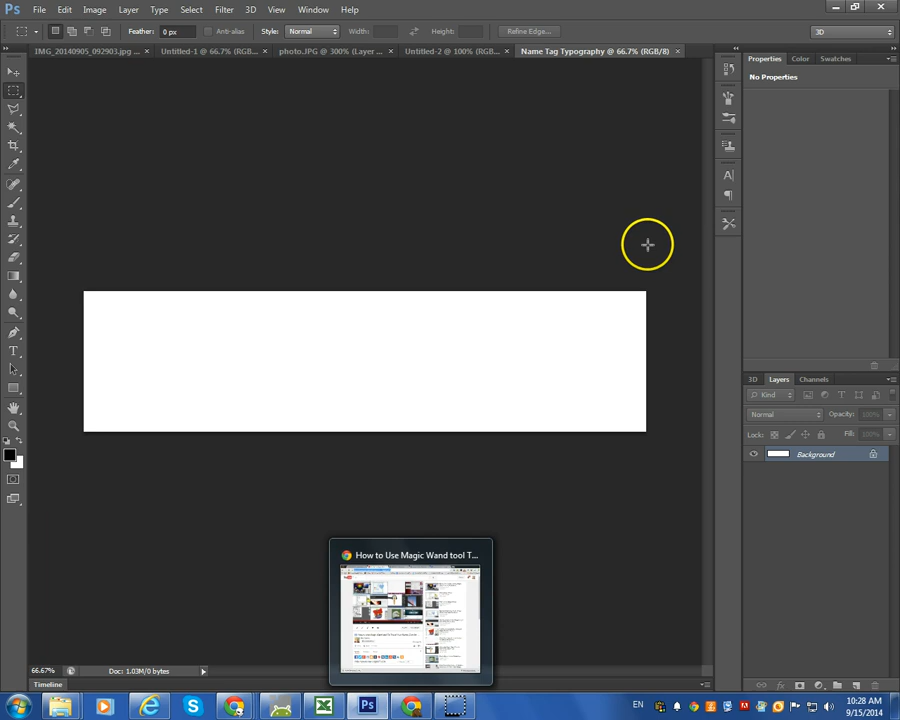 Ps File Edit Image Layer Type Select Filter 3D View Window Help
Feather: 0 px Anti-alias Style: Normal Width: Height: Refine Edge... 3D
IMG_20140905_092903.jpg Untitled-1 @ 66.7% (RGB... photo.JPG @ 300% (Layer ... Untitled-2 @ 100% (RGB... Name Tag Typography @ 66.7% (RGB/8)
Properties Color Swatches
No Properties
3D Layers Channels
Kind
Normal Opacity: 100%
Lock: Fill: 100%
Background
How to Use Magic Wand tool T...
66.67% Doc: 1.03M/0 bytes
Timeline
EN
10:28 AM
9/15/2014